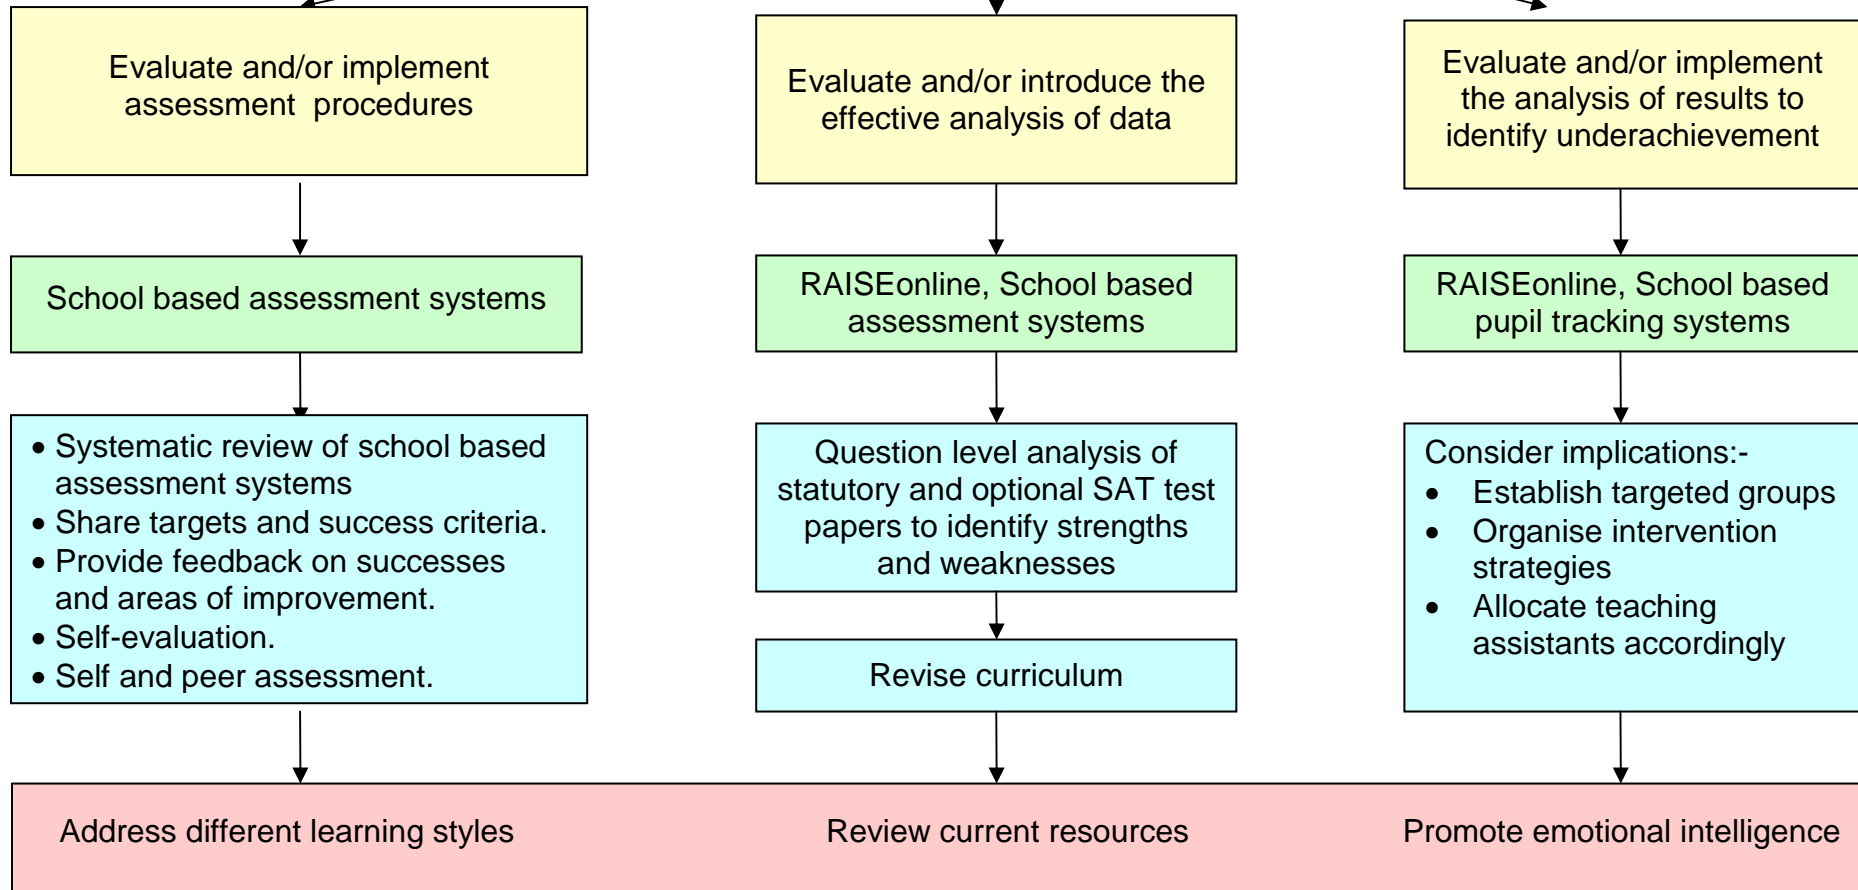 Evaluate and/or implement
assessment  procedures
Evaluate and/or introduce the
effective analysis of data
Evaluate and/or implement
the analysis of results to
identify underachievement
School based assessment systems
RAISEonline, School based
assessment systems
RAISEonline, School based
pupil tracking systems
• Systematic review of school based
assessment systems
• Share targets and success criteria.
• Provide feedback on successes
and areas of improvement.
• Self-evaluation.
• Self and peer assessment.
Question level analysis of
statutory and optional SAT test
papers to identify strengths
and weaknesses
Revise curriculum
Consider implications:-
• Establish targeted groups
• Organise intervention
strategies
• Allocate teaching
assistants accordingly
Address different learning styles
Review current resources
Promote emotional intelligence